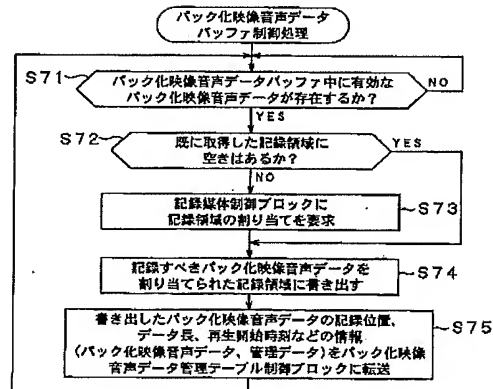 パック化映像音声データ
バッファ制御処理
S71
パック化映像音声データバッファ中に有効な
パック化映像音声データが存在するか?
NO
YES
S72
既に取得した記録領域に
空きはあるか?
YES
NO
記録媒体制御ブロックに
記録領域の割り当てを要求
S73
記録すべきパック化映像音声データを
割り当てられた記録領域に書き出す
S74
書き出したパック化映像音声データの記録位置、
データ長、再生開始時刻などの情報
(パック化映像音声データ、管理データ)をパック化映像
音声データ管理テーブル制御ブロックに転送
S75